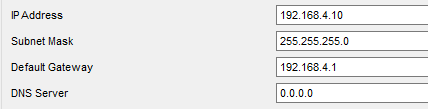 IP Address 192.168.4.10
Subnet Mask 255.255.255.0
Default Gateway 192.168.4.1
DNS Server 0.0.0.0